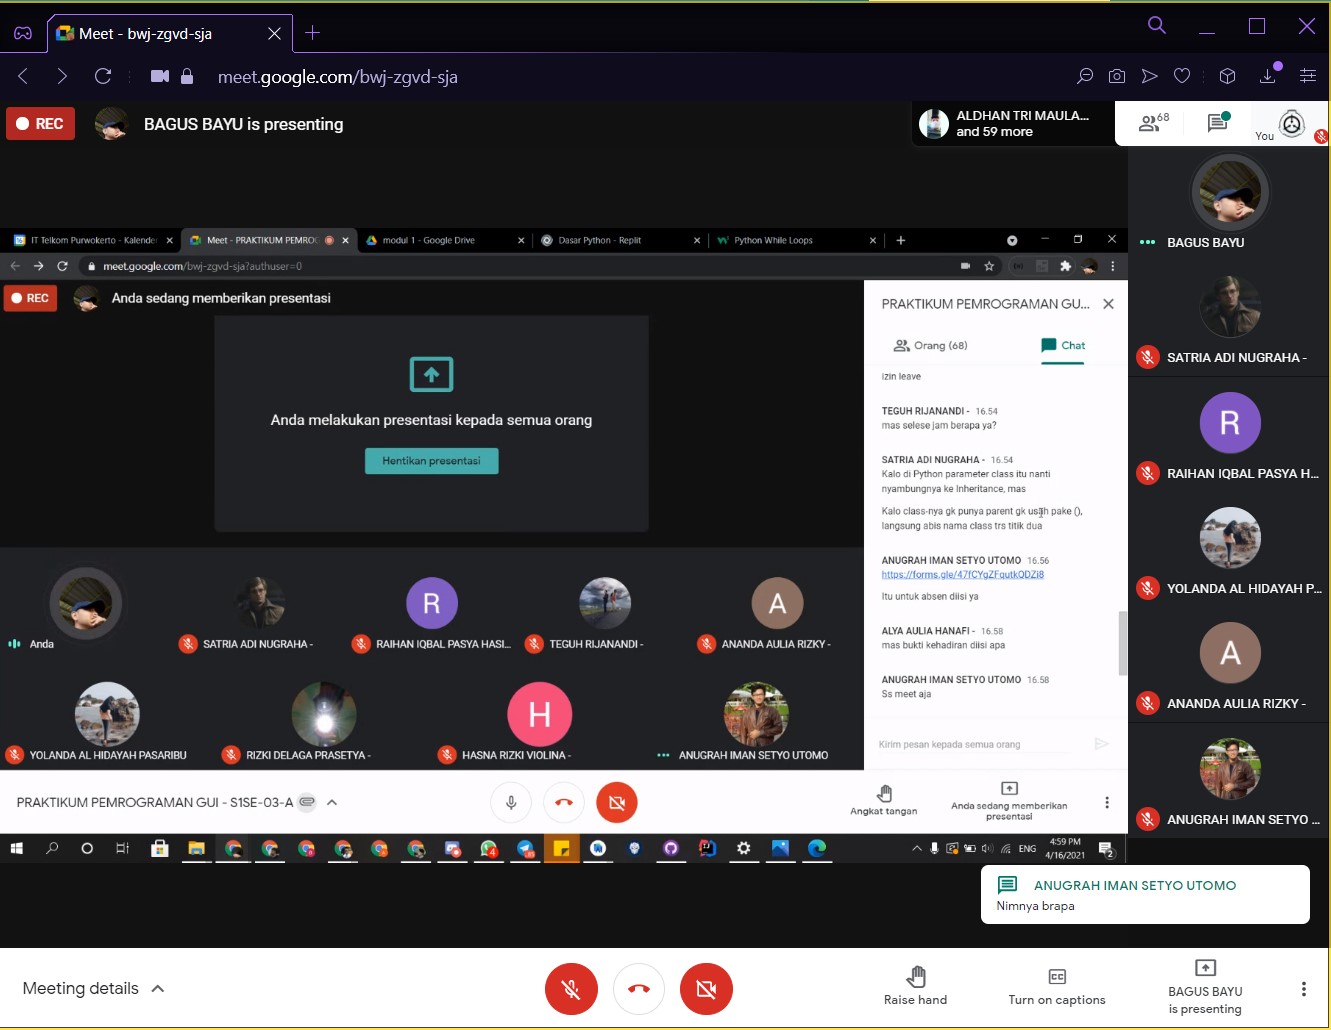 Meet - bwj-zgvd-sja
meet.google.com/bwj-zgvd-sja
REC
BAGUS BAYU is presenting
ALDHAN TRI MAULA...
and 59 more
68
You
IT Telkom Purwokerto - Kalender
Meet - PRAKTIKUM PEMROG
modul 1 - Google Drive
Dasar Python - Replit
Python While Loops
meet.google.com/bwj-zgvd-sja?authuser=0
REC
Anda sedang memberikan presentasi
Anda melakukan presentasi kepada semua orang
Hentikan presentasi
Anda
SATRIA ADI NUGRAHA -
R
RAIHAN IQBAL PASYA HASI...
TEGUH RIJANANDI -
A
ANANDA AULIA RIZKY -
YOLANDA AL HIDAYAH PASARIBU
RIZKI DELAGA PRASETYA -
H
HASNA RIZKI VIOLINA -
ANUGRAH IMAN SETYO UTOMO
PRAKTIKUM PEMROGRAMAN GU...
Orang (68)
Chat
izin leave
TEGUH RIJANANDI - 16.54
mas selese jam berapa ya?
SATRIA ADI NUGRAHA - 16.54
Kalo di Python parameter class itu nanti
nyambungnya ke Inheritance, mas
Kalo class-nya gk punya parent gk usah pake (),
langsung abis nama class trs titik dua
ANUGRAH IMAN SETYO UTOMO 16.56
https://forms.gle/47fCYgZFqutkQDZi8
Itu untuk absen diisi ya
ALYA AULIA HANAFI - 16.58
mas bukti kehadiran diisi apa
ANUGRAH IMAN SETYO UTOMO 16.58
Ss meet aja
Kirim pesan kepada semua orang
PRAKTIKUM PEMROGRAMAN GUI - S1SE-03-A
Angkat tangan
Anda sedang memberikan
presentasi
4
ENG
4:59 PM
4/16/2021
2
BAGUS BAYU
SATRIA ADI NUGRAHA -
R
RAIHAN IQBAL PASYA H...
YOLANDA AL HIDAYAH P...
A
ANANDA AULIA RIZKY -
ANUGRAH IMAN SETYO ...
ANUGRAH IMAN SETYO UTOMO
Nimnya brapa
Meeting details
Raise hand
CC
Turn on captions
BAGUS BAYU
is presenting